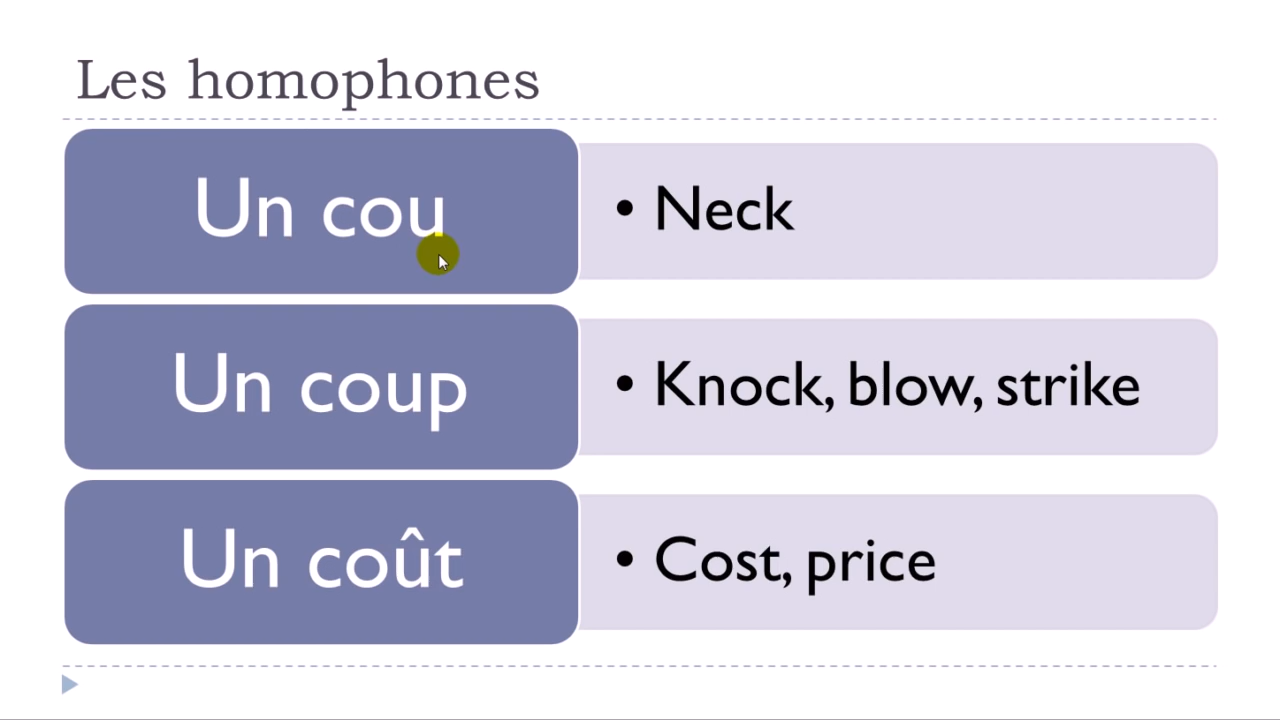 Les homophones
Un cou
• Neck
Un coup
• Knock, blow, strike
Un coût
• Cost, price